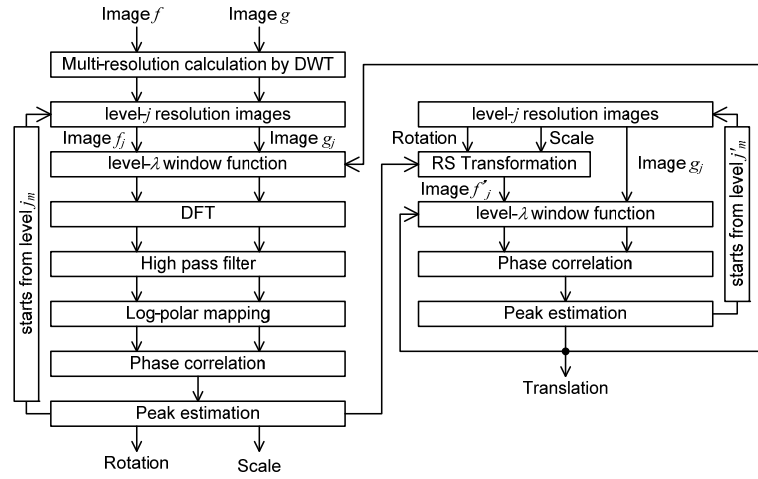 Image f
Image g
Multi-resolution calculation by DWT
level-j resolution images
Image fj
Image gj
level-λ window function
DFT
High pass filter
Log-polar mapping
Phase correlation
Peak estimation
Rotation
Scale
starts from level jm
level-j resolution images
Rotation
Scale
RS Transformation
Image gj
Image f'j
level-λ window function
Phase correlation
Peak estimation
Translation
starts from level j'm